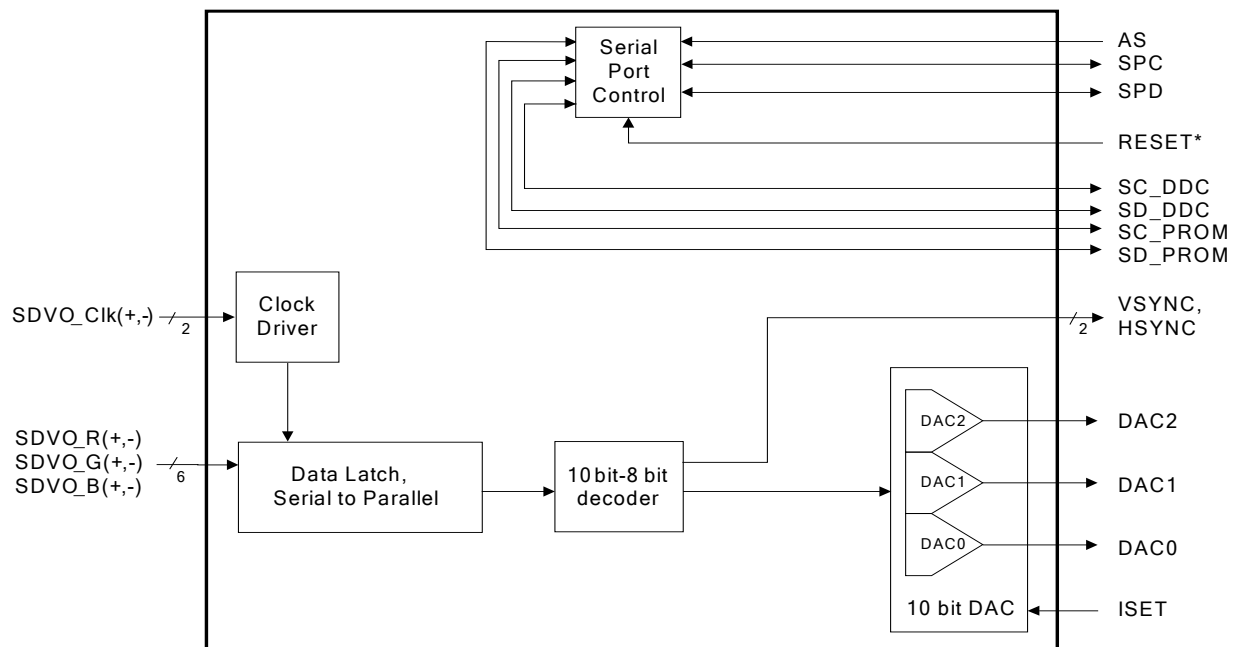 Serial
Port
Control
AS
SPC
SPD
RESET*
SC_DDC
SD_DDC
SC_PROM
SD_PROM
SDVO_Clk(+,-)
2
Clock
Driver
2
VSYNC,
HSYNC
SDVO_R(+,-)
SDVO_G(+,-)
SDVO_B(+,-)
6
Data Latch,
Serial to Parallel
10bit-8 bit
decoder
DAC2
DAC1
DAC0
10 bit DAC
DAC2
DAC1
DAC0
ISET